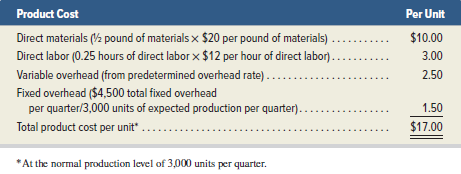 Product Cost Per Unit
Direct materials (½ pound of materials × $20 per pound of materials) ........... $10.00
Direct labor (0.25 hours of direct labor × $12 per hour of direct labor)........... 3.00
Variable overhead (from predetermined overhead rate)....................... 2.50
Fixed overhead ($4,500 total fixed overhead
per quarter/3,000 units of expected production per quarter)................. 1.50
Total product cost per unit* ............................................ $17.00
*At the normal production level of 3,000 units per quarter.